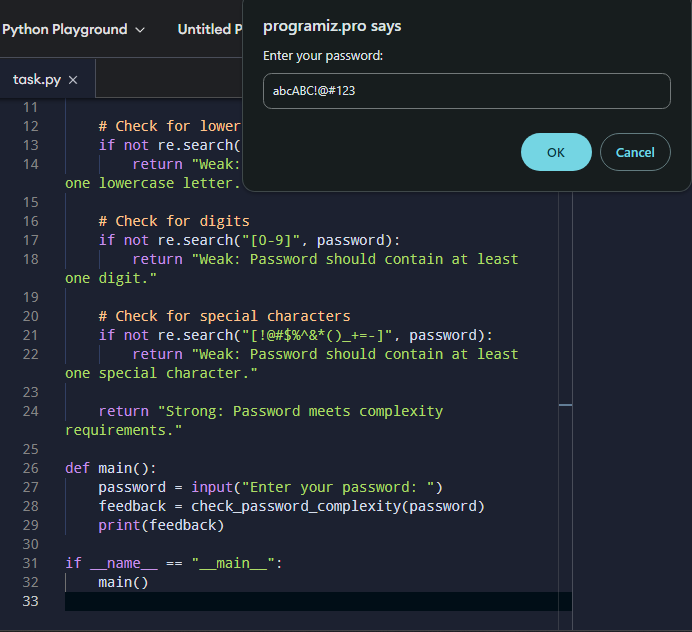 Python Playground
Untitled P
programiz.pro says
Enter your password:
abcABC!@#123
OK
Cancel
task.py ×
11
12 # Check for lower
13 if not re.search(
14 return "Weak:
one lowercase letter.
15
16 # Check for digits
17 if not re.search("[0-9]", password):
18 return "Weak: Password should contain at least
one digit."
19
20 # Check for special characters
21 if not re.search("[!@#$%^&*()_+=-]", password):
22 return "Weak: Password should contain at least
one special character."
23
24 return "Strong: Password meets complexity
requirements."
25
26 def main():
27 password = input("Enter your password: ")
28 feedback = check_password_complexity(password)
29 print(feedback)
30
31 if __name__ == "__main__":
32 main()
33